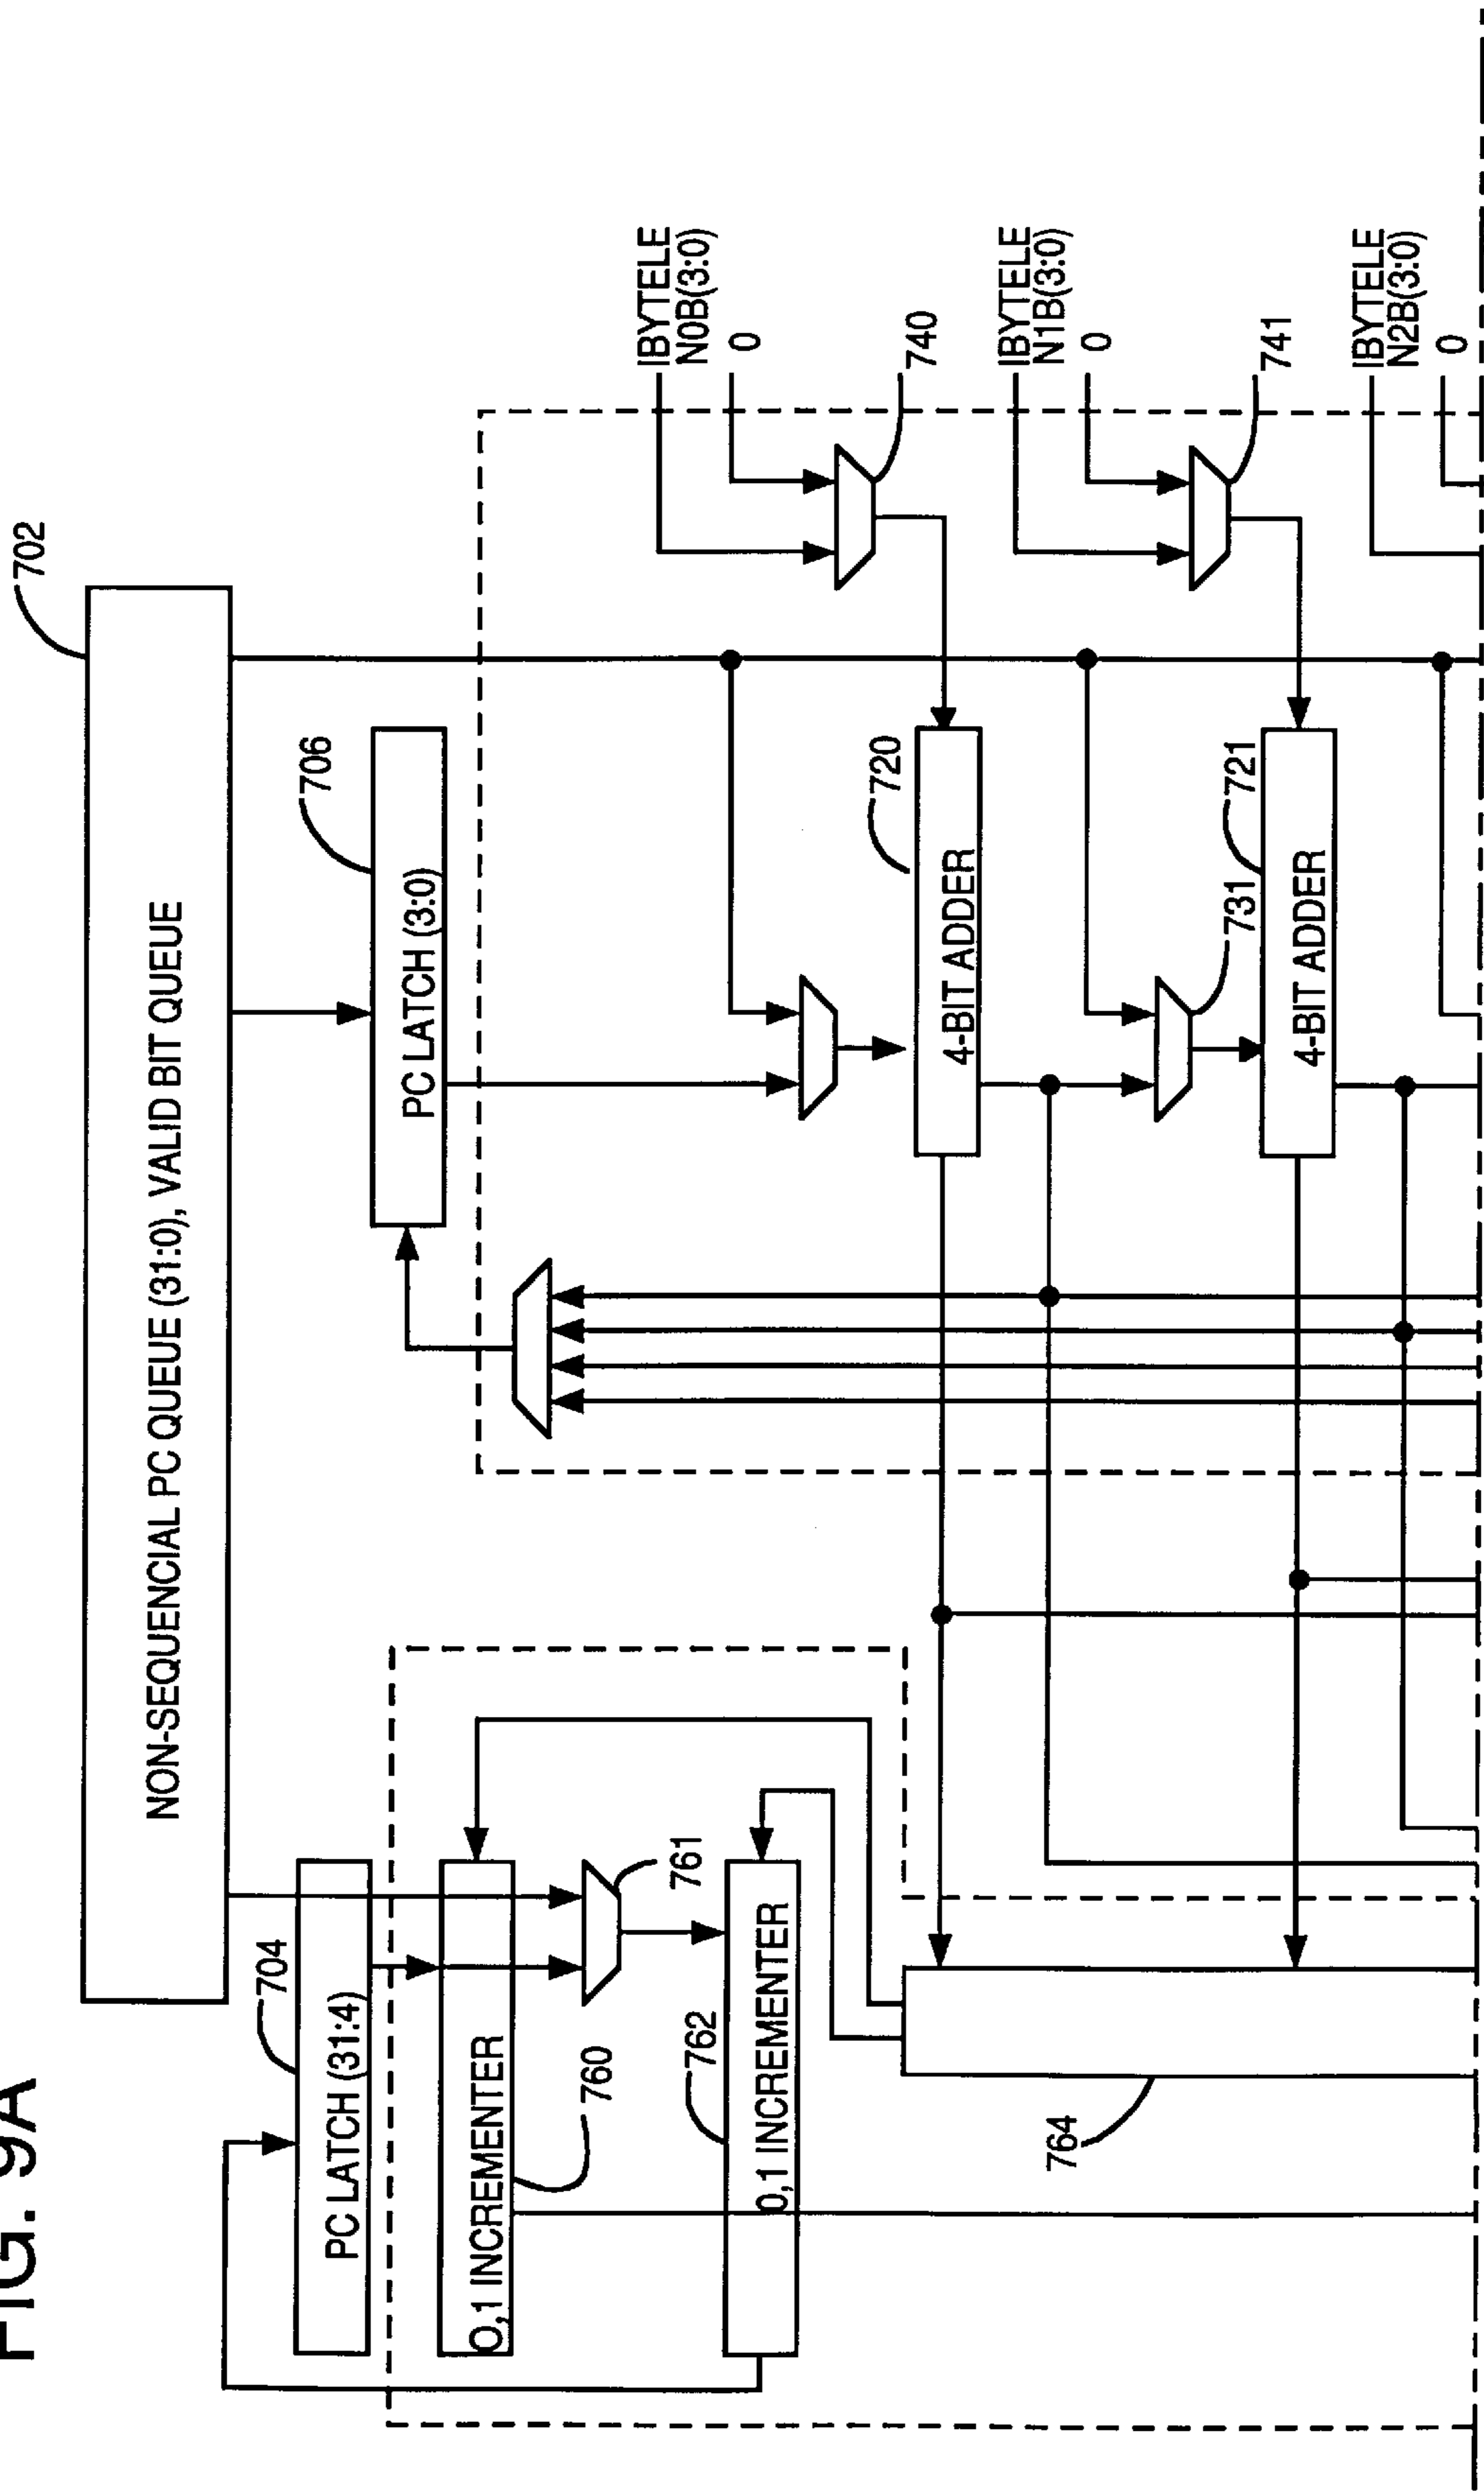 FIG. 9A
702
NON-SEQUENCIAL PC QUEUE (31:0), VALID BIT QUEUE
704
706
PC LATCH (31:4)
PC LATCH (3:0)
0,1 INCREMENTER
760
761
762
0,1 INCREMENTER
IBYTELE
N0B(3:0)
0
740
720
4-BIT ADDER
764
IBYTELE
N1B(3:0)
0
741
731
721
4-BIT ADDER
IBYTELE
N2B(3:0)
0